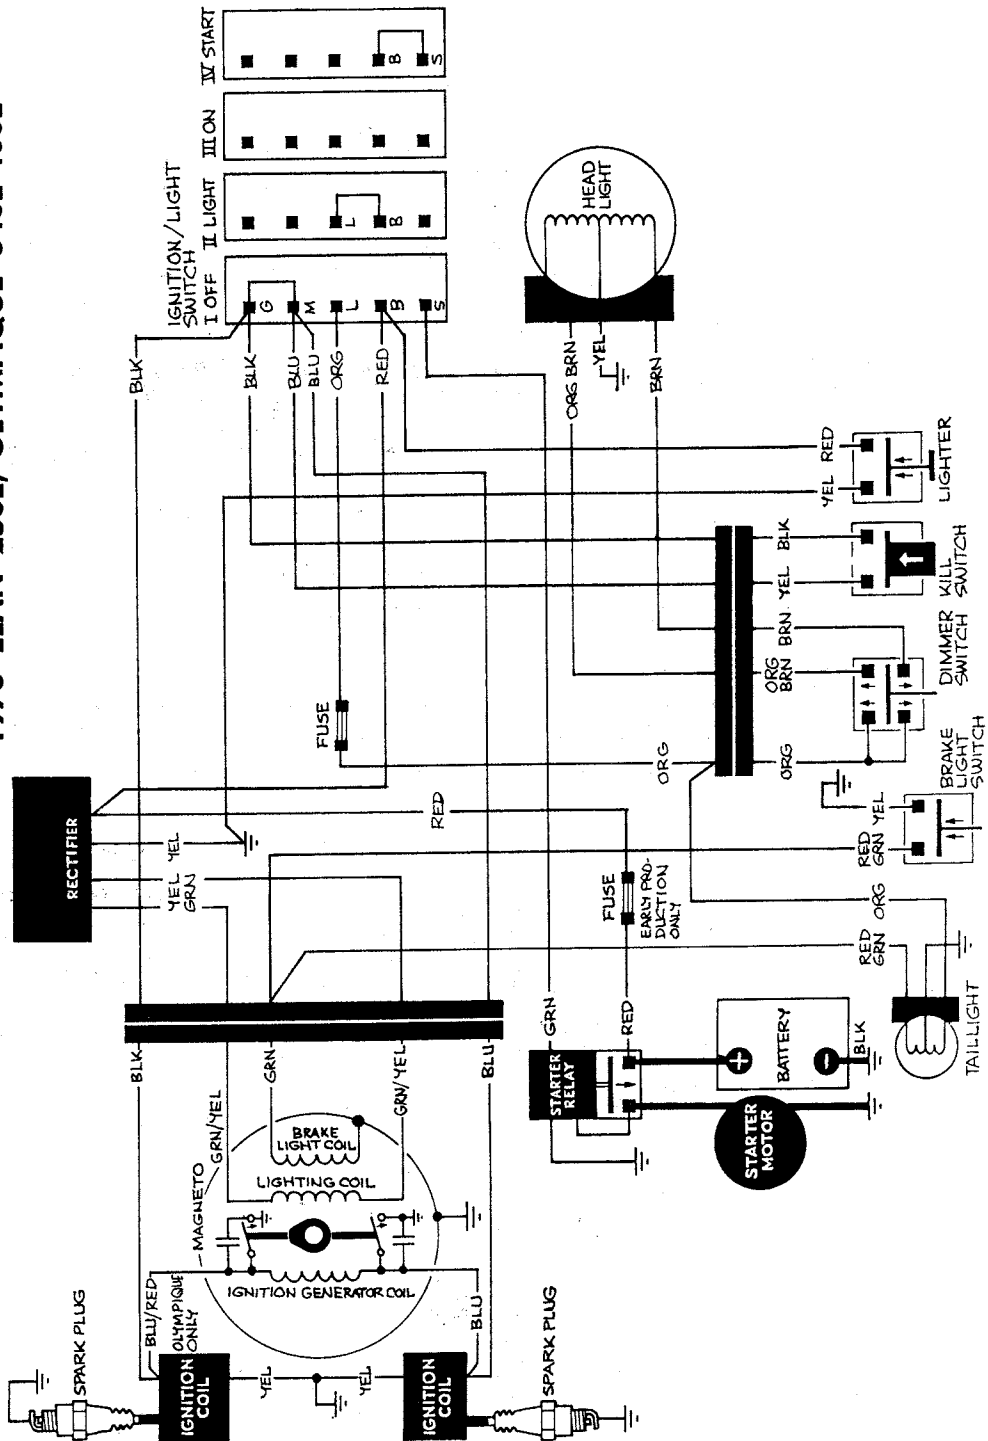 IGNITION/LIGHT
SWITCH
I OFF
II LIGHT
III ON
IV START
G
M
L
B
S
L
B
B
S
BLK
BLK
BLU
BLU
ORG
RED
HEAD
LIGHT
ORG BRN
YEL
BRN
RED
YEL
LIGHTER
BLK
YEL
KILL
SWITCH
BRN
ORG
BRN
DIMMER
SWITCH
ORG
ORG
FUSE
BRAKE
LIGHT
SWITCH
YEL
RED
GRN
RECTIFIER
YEL
YEL
GRN
RED
FUSE
EARLY PRO-
DUCTION
ONLY
ORG
RED
GRN
TAILLIGHT
GRN
RED
STARTER
RELAY
BATTERY
+
−
BLK
STARTER
MOTOR
BLK
GRN
GRN/YEL
GRN/YEL
BLU
MAGNETO
BRAKE
LIGHT COIL
LIGHTING COIL
IGNITION GENERATOR COIL
BLU/RED
OLYMPIQUE
ONLY
BLU
SPARK PLUG
IGNITION
COIL
YEL
YEL
IGNITION
COIL
SPARK PLUG